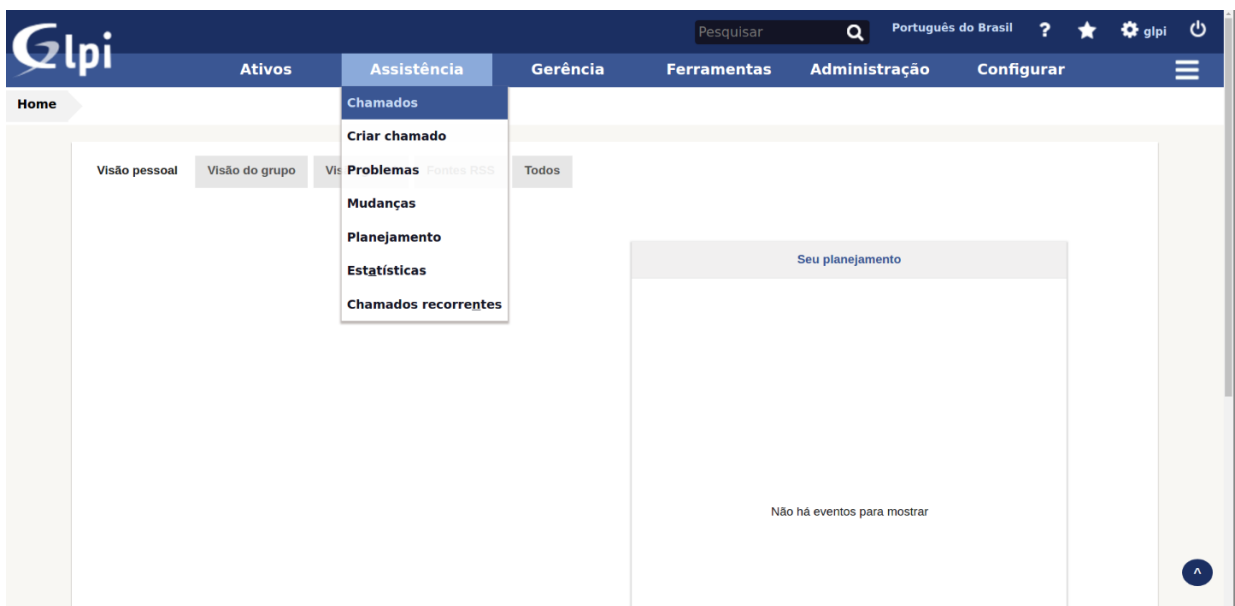 Glpi
Pesquisar
Português do Brasil
?
glpi
Ativos
Assistência
Gerência
Ferramentas
Administração
Configurar
Home
Chamados
Criar chamado
Problemas
Mudanças
Planejamento
Estatísticas
Chamados recorrentes
Visão pessoal
Visão do grupo
Vis
Fontes RSS
Todos
Seu planejamento
Não há eventos para mostrar
^